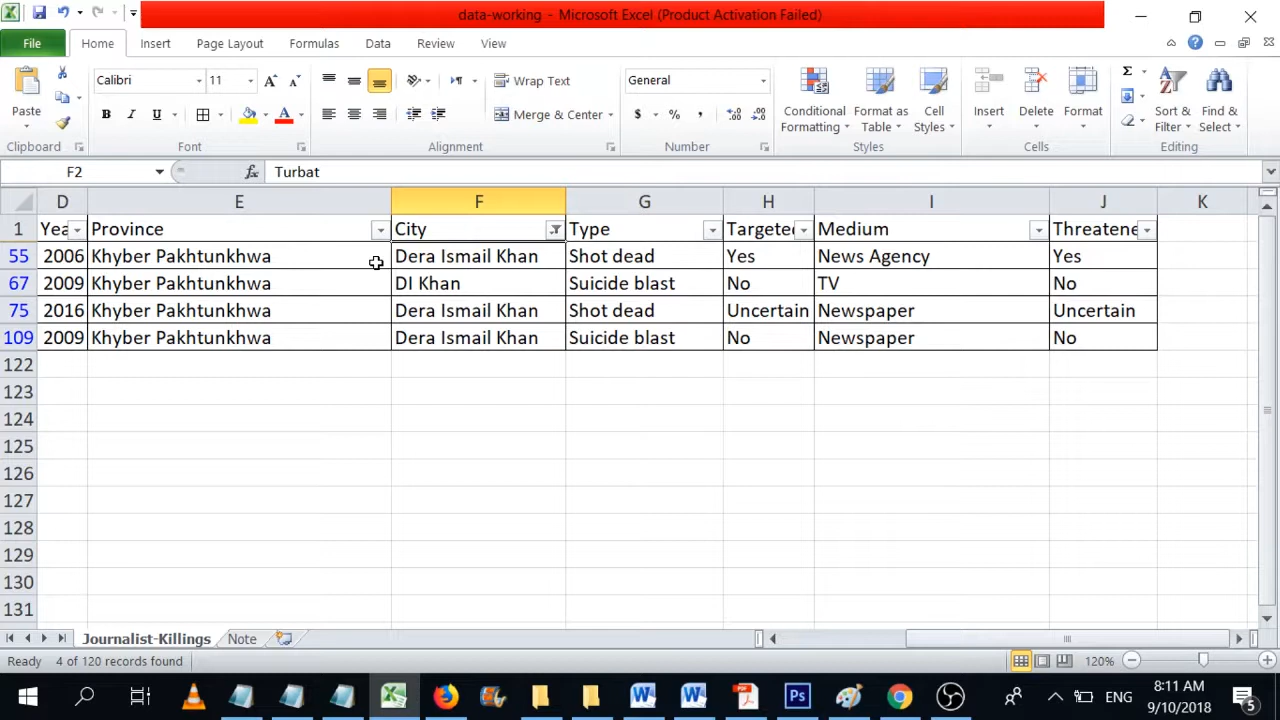 data-working - Microsoft Excel (Product Activation Failed)
File Home Insert Page Layout Formulas Data Review View
Paste
Clipboard
Calibri 11
B I U A
Font
Wrap Text
Merge & Center
Alignment
General
$ % ,
Number
Conditional Formatting
Format as Table
Cell Styles
Styles
Insert Delete Format
Cells
Sort & Filter
Find & Select
Editing
F2 fx Turbat
D E F G H I J K
1 Yea Province City Type Targete Medium Threatene
55 2006 Khyber Pakhtunkhwa Dera Ismail Khan Shot dead Yes News Agency Yes
67 2009 Khyber Pakhtunkhwa DI Khan Suicide blast No TV No
75 2016 Khyber Pakhtunkhwa Dera Ismail Khan Shot dead Uncertain Newspaper Uncertain
109 2009 Khyber Pakhtunkhwa Dera Ismail Khan Suicide blast No Newspaper No
122
123
124
125
126
127
128
129
130
131
Journalist-Killings Note
Ready 4 of 120 records found 120%
ENG 8:11 AM
9/10/2018 5